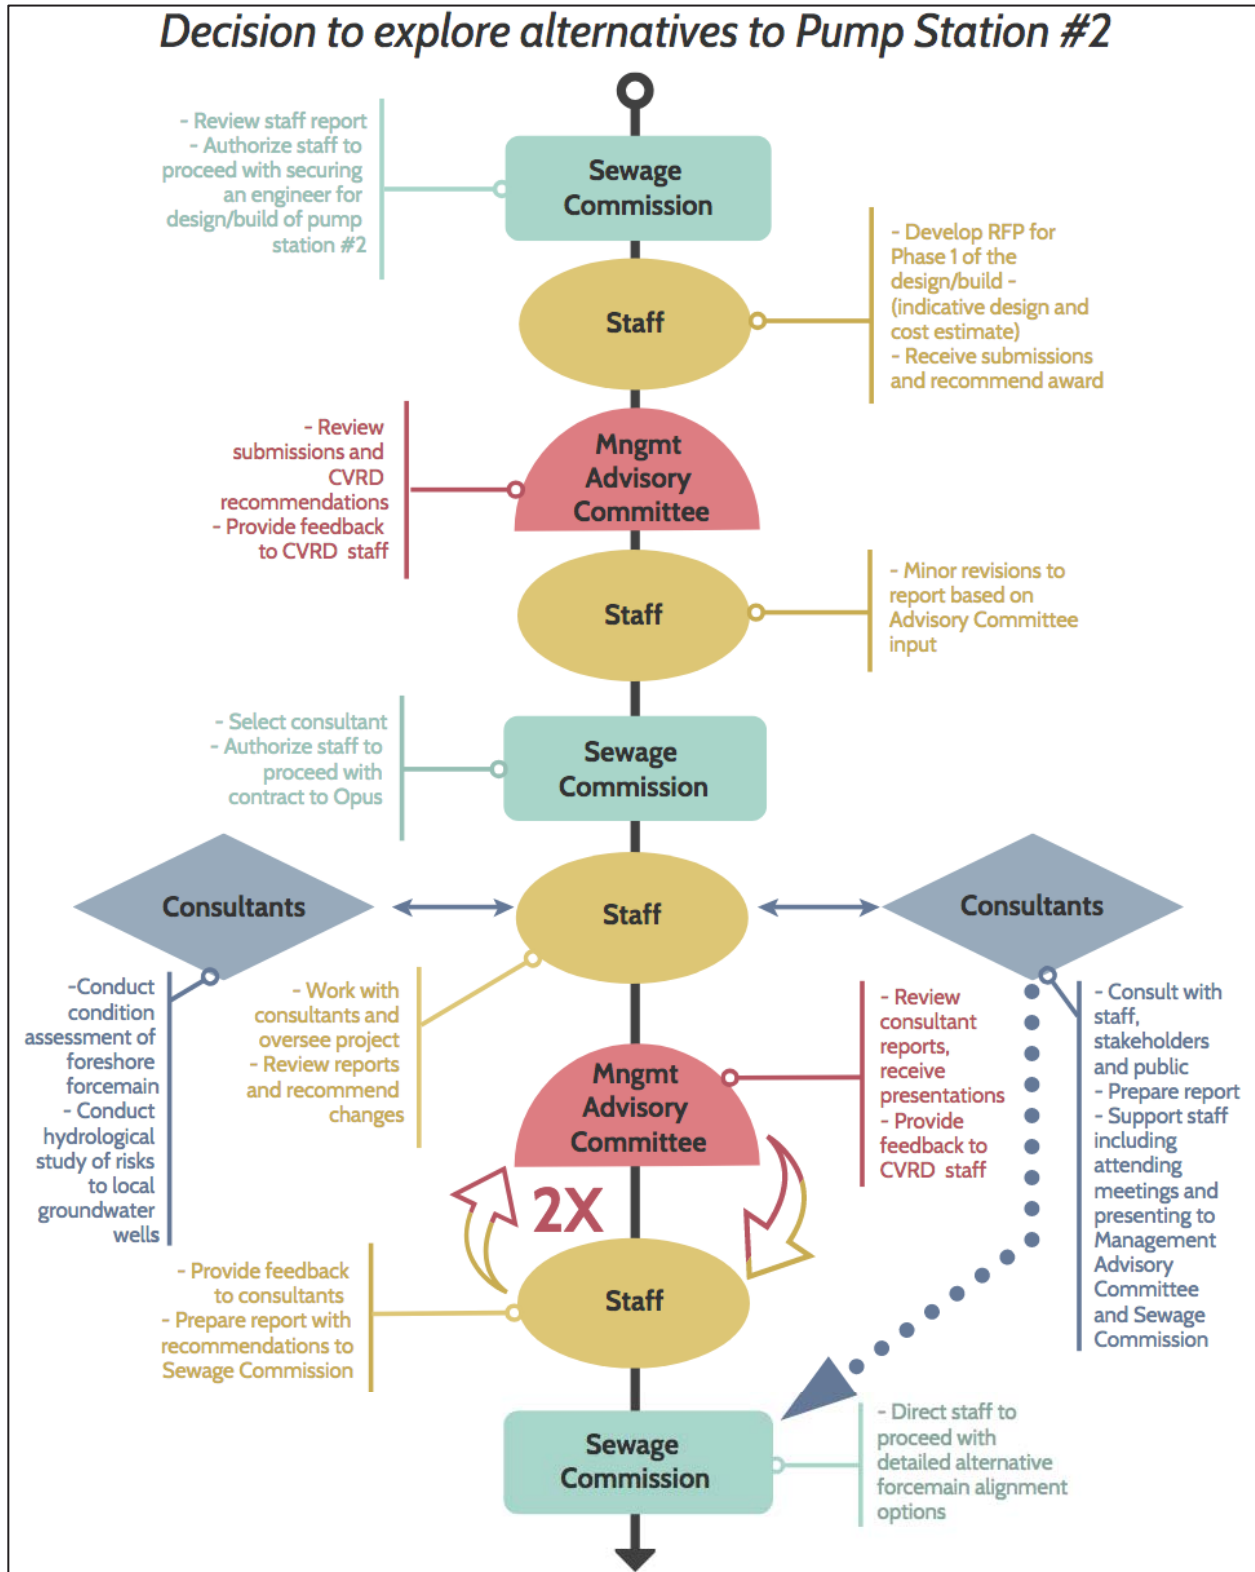 Decision to explore alternatives to Pump Station #2
- Review staff report
- Authorize staff to
proceed with securing
an engineer for
design/build of pump
station #2
Sewage
Commission
- Develop RFP for
Phase 1 of the
design/build -
(indicative design and
cost estimate)
- Receive submissions
and recommend award
Staff
- Review
submissions and
CVRD
recommendations
- Provide feedback
to CVRD staff
Mngmt
Advisory
Committee
Staff
- Minor revisions to
report based on
Advisory Committee
input
- Select consultant
- Authorize staff to
proceed with
contract to Opus
Sewage
Commission
Consultants
Staff
Consultants
-Conduct
condition
assessment of
foreshore
forcemain
- Conduct
hydrological
study of risks
to local
groundwater
wells
- Work with
consultants and
oversee project
- Review reports
and recommend
changes
Mngmt
Advisory
Committee
- Review
consultant
reports,
receive
presentations
- Provide
feedback to
CVRD staff
- Consult with
staff,
stakeholders
and public
- Prepare report
- Support staff
including
attending
meetings and
presenting to
Management
Advisory
Committee
and Sewage
Commission
2X
- Provide feedback
to consultants
- Prepare report with
recommendations to
Sewage Commission
Staff
Sewage
Commission
- Direct staff to
proceed with
detailed alternative
forcemain alignment
options